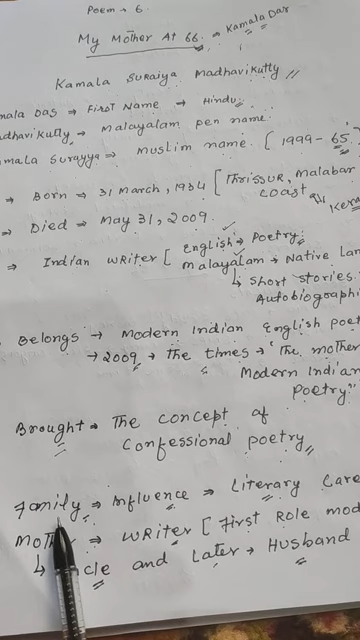 Poem → 6.
My Mother At 66. → Kamala Das
Kamala Suraiya Madhavikutty
mala Das → First Name → Hindu.
adhavikutty → Malayalam pen name.
mala Surayya → Muslim name. [1999 - 65
→ Born → 31 March, 1934 [Thrissur, Malabar
Coast
Kera
→ Died → May 31, 2009.
→ Indian writer [English → Poetry.
Malayalam → Native Lan
↳ Short stories.
Autobiographi
Belongs → Modern Indian English poet
→ 2009 → The times → "The mother
Modern Indian
Poetry."
Brought → The concept of
Confessional poetry
Family → Influence → Literary Care
→ writer [First Role mod
↳ cle and Later → Husband